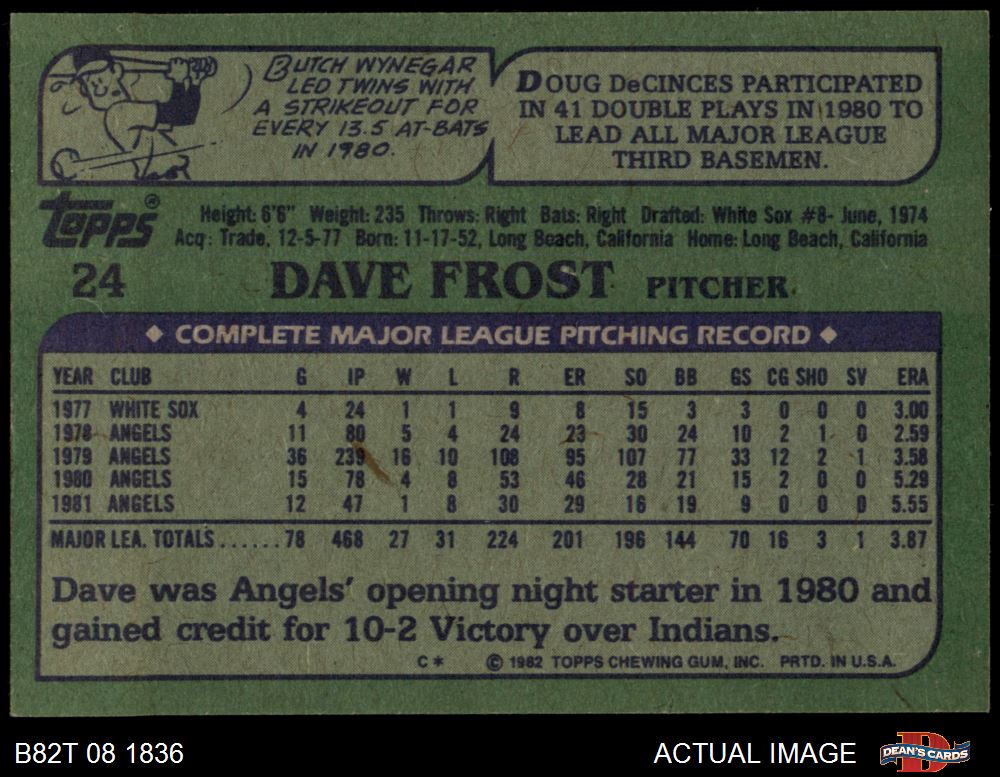 BUTCH WYNEGAR
LED TWINS WITH
A STRIKEOUT FOR
EVERY 13.5 AT-BATS
IN 1980.
DOUG DeCINCES PARTICIPATED
IN 41 DOUBLE PLAYS IN 1980 TO
LEAD ALL MAJOR LEAGUE
THIRD BASEMEN.
Topps®
Height: 6'6" Weight: 235 Throws: Right Bats: Right Drafted: White Sox #8- June, 1974
Acq: Trade, 12-5-77 Born: 11-17-52, Long Beach, California Home: Long Beach, California
24 DAVE FROST PITCHER
◆ COMPLETE MAJOR LEAGUE PITCHING RECORD ◆
YEAR CLUB G IP W L R ER SO BB GS CG SHO SV ERA
1977 WHITE SOX 4 24 1 1 9 8 15 3 3 0 0 0 3.00
1978 ANGELS 11 80 5 4 24 23 30 24 10 2 1 0 2.59
1979 ANGELS 36 239 16 10 108 95 107 77 33 12 2 1 3.58
1980 ANGELS 15 78 4 8 53 46 28 21 15 2 0 0 5.29
1981 ANGELS 12 47 1 8 30 29 16 19 9 0 0 0 5.55
MAJOR LEA. TOTALS......78 468 27 31 224 201 196 144 70 16 3 1 3.87
Dave was Angels' opening night starter in 1980 and
gained credit for 10-2 Victory over Indians.
C* © 1982 TOPPS CHEWING GUM, INC. PRTD. IN U.S.A.
B82T 08 1836 ACTUAL IMAGE DEAN'S CARDS